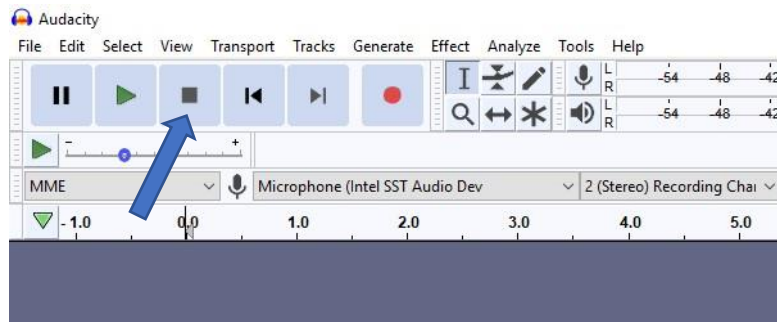 Audacity
File Edit Select View Transport Tracks Generate Effect Analyze Tools Help
L -54 -48 -42
R
L -54 -48 -42
R
- +
MME Microphone (Intel SST Audio Dev 2 (Stereo) Recording Chai
- 1.0 0.0 1.0 2.0 3.0 4.0 5.0